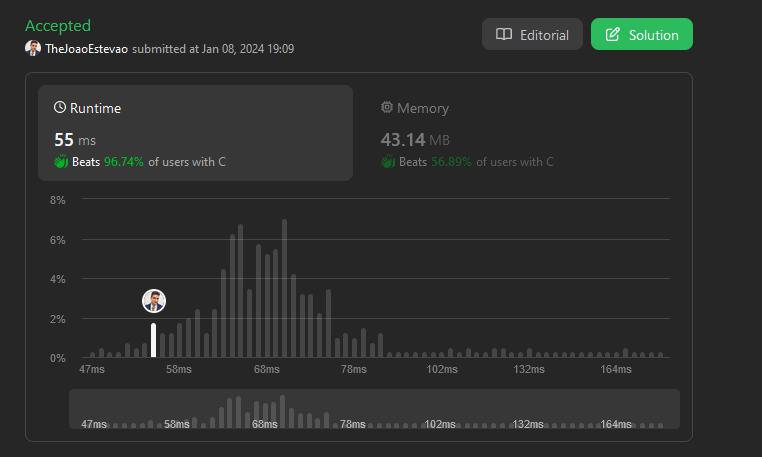 Accepted
TheJoaoEstevao submitted at Jan 08, 2024 19:09
Editorial
Solution
Runtime
55 ms
Beats 96.74% of users with C
Memory
43.14 MB
Beats 56.89% of users with C
8%
6%
4%
2%
0%
47ms 58ms 68ms 78ms 102ms 132ms 164ms
47ms 58ms 68ms 78ms 102ms 132ms 164ms